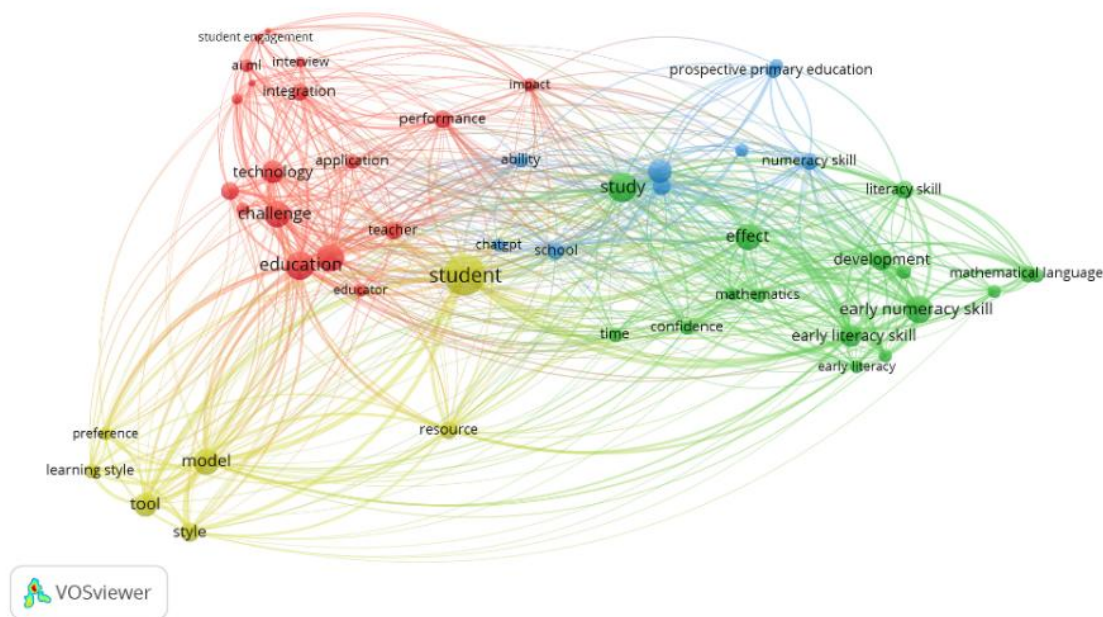 student engagement
ai ml
interview
integration
impact
prospective primary education
performance
ability
numeracy skill
application
technology
study
literacy skill
challenge
teacher
chatgpt
school
effect
education
student
development
mathematical language
educator
mathematics
early numeracy skill
time
confidence
early literacy skill
early literacy
resource
preference
model
learning style
tool
style
VOSviewer